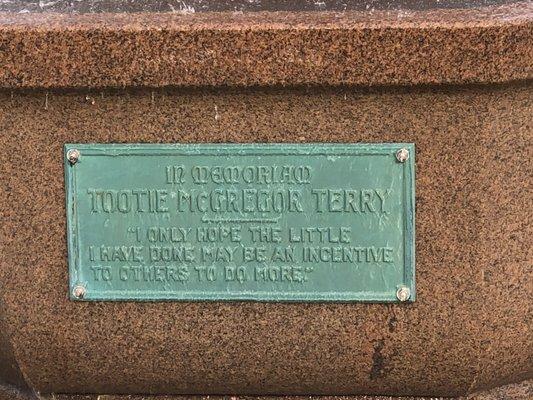 IN MEMORIAM
TOOTIE McGREGOR TERRY
"I ONLY HOPE THE LITTLE
I HAVE DONE MAY BE AN INCENTIVE
TO OTHERS TO DO MORE."